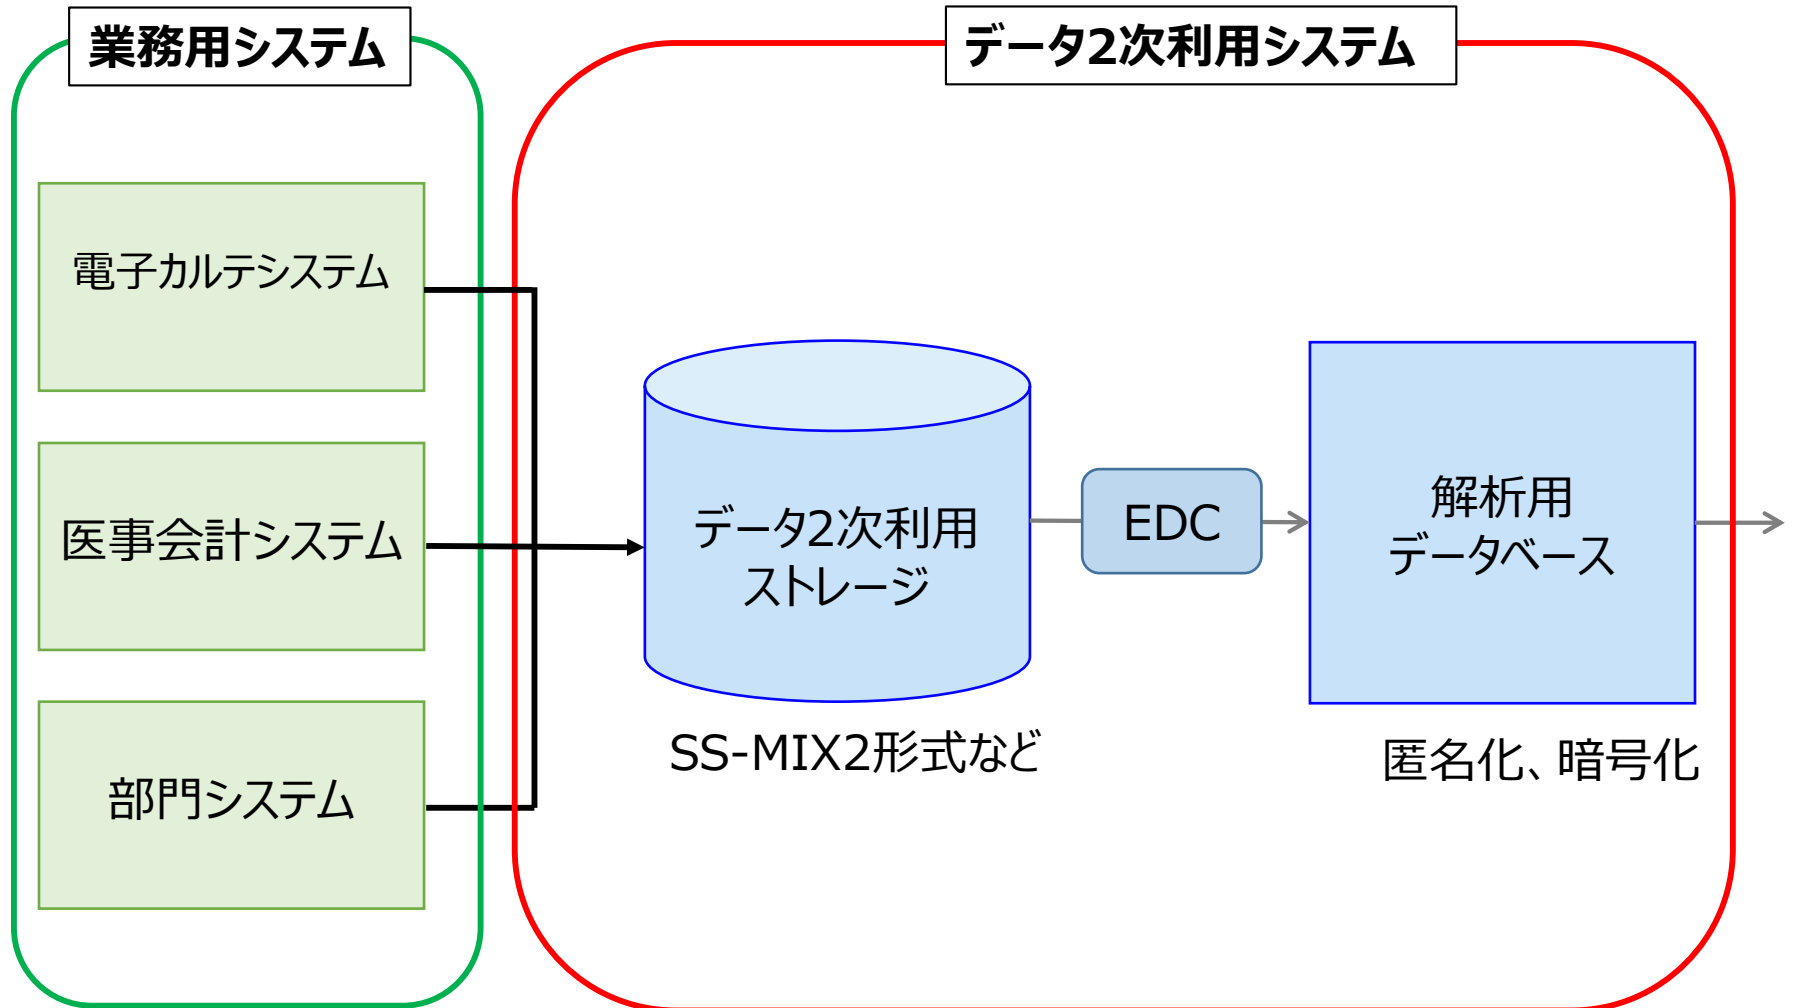 業務用システム
データ2次利用システム
電子カルテシステム
医事会計システム
部門システム
データ2次利用
ストレージ
SS-MIX2形式など
EDC
解析用
データベース
匿名化、暗号化